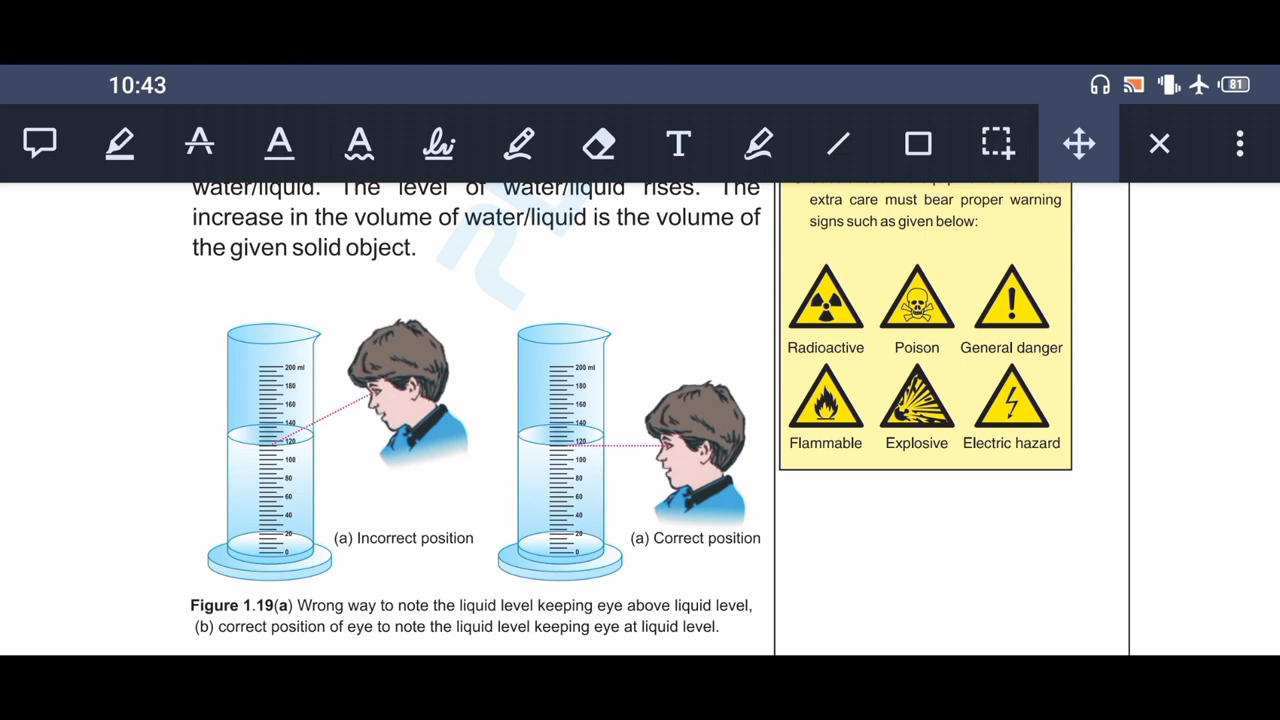 10:43
81
T
water/liquid. The level of water/liquid rises. The
increase in the volume of water/liquid is the volume of
the given solid object.
200 ml
180
160
140
120
100
80
60
40
20
0
(a) Incorrect position
200 ml
180
160
140
120
100
80
60
40
20
0
(a) Correct position
Figure 1.19(a) Wrong way to note the liquid level keeping eye above liquid level,
(b) correct position of eye to note the liquid level keeping eye at liquid level.
extra care must bear proper warning
signs such as given below:
Radioactive Poison General danger
Flammable Explosive Electric hazard